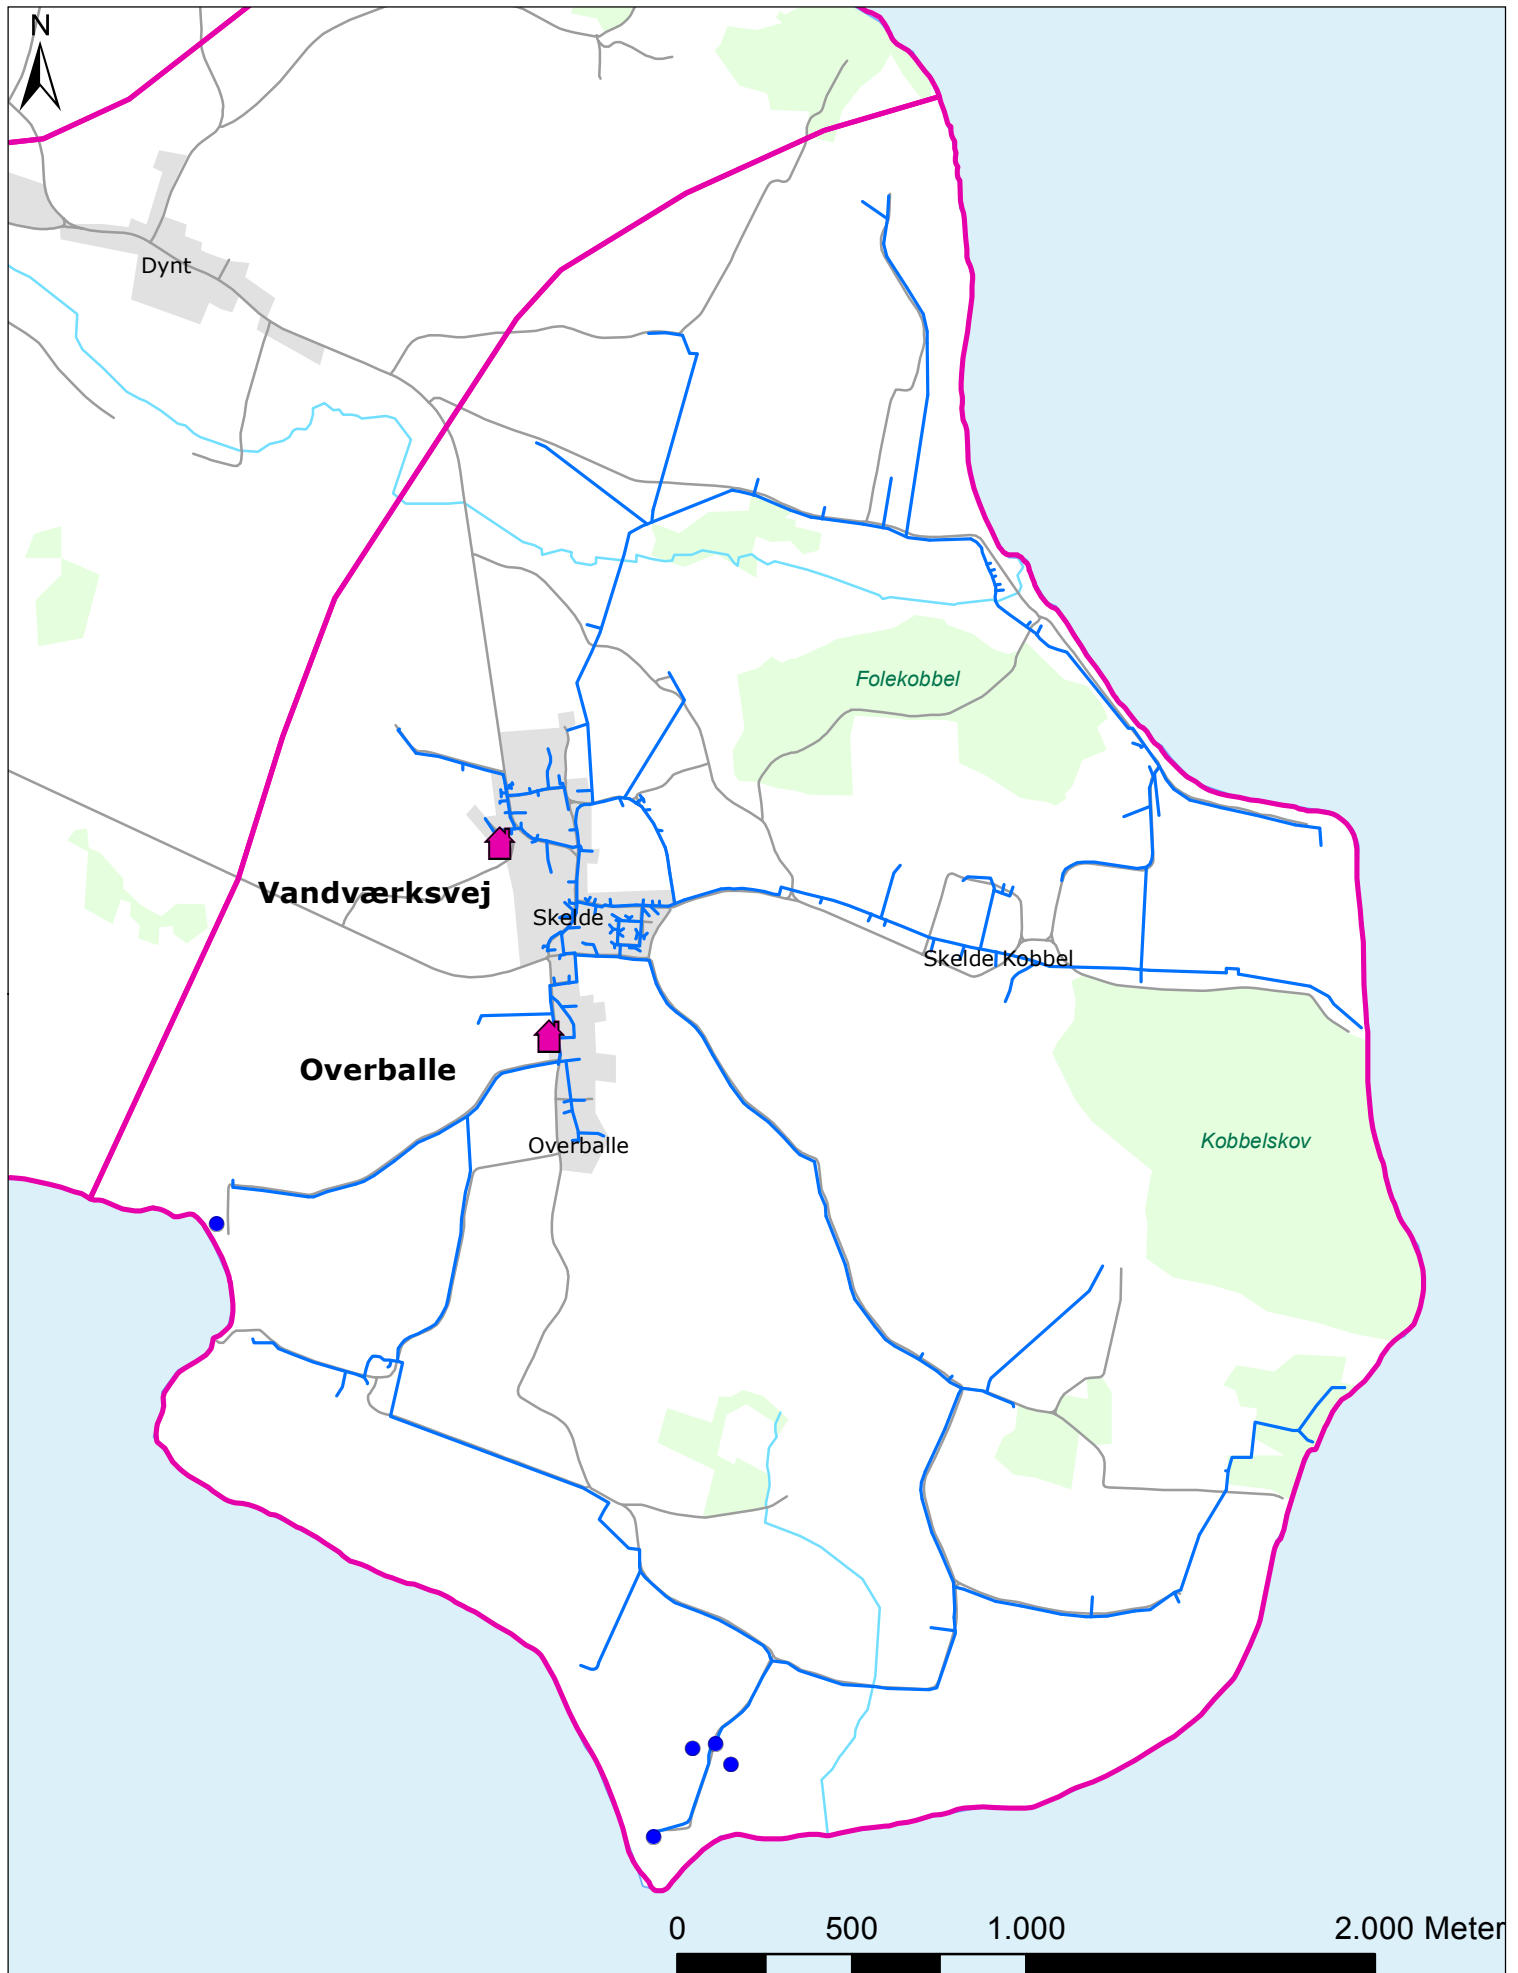 N
Dynt
Folekobbel
Vandværksvej
Skelde
Skelde Kobbel
Overballe
Kobbelskov
Overballe
0 500 1.000 2.000 Meter